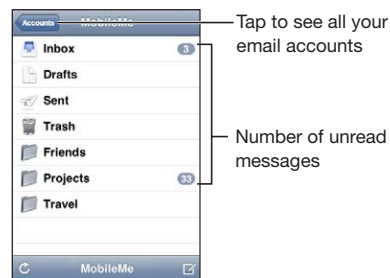 Accounts MobileMe
Tap to see all your
email accounts
Inbox 3
Drafts
Sent
Trash
Friends
Projects 33
Travel
Number of unread
messages
MobileMe